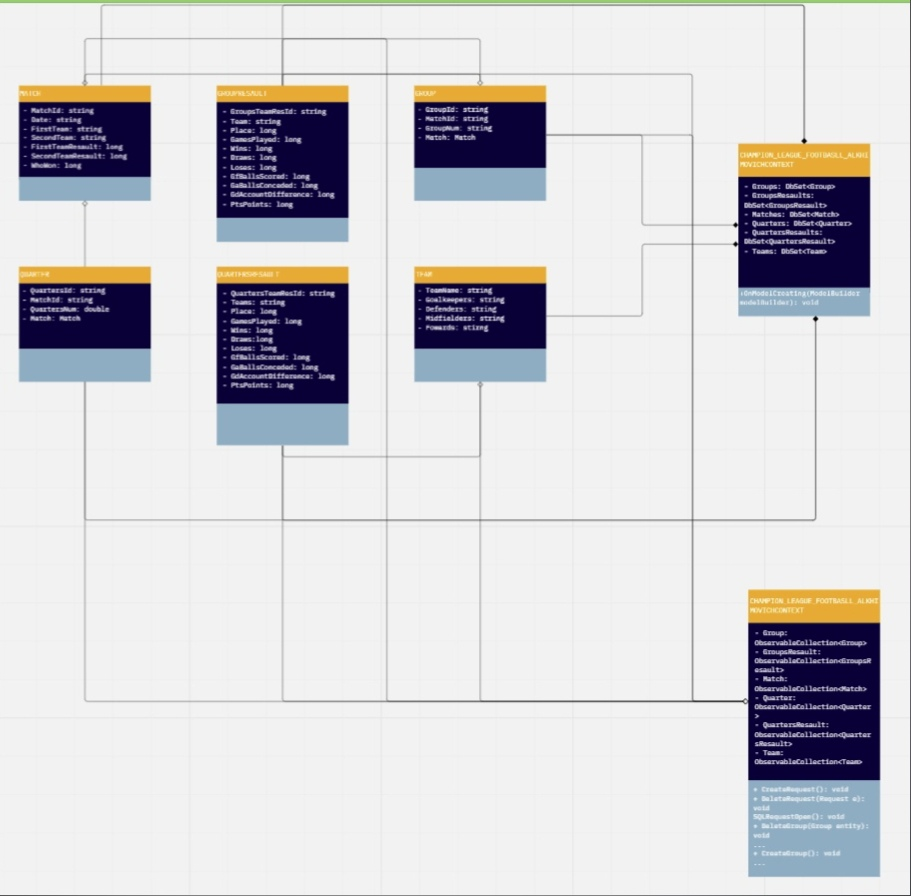 MATCH
- MatchId: string
- Date: string
- FirstTeam: string
- SecondTeam: string
- FirstTeamResault: long
- SecondTeamResault: long
- WhoWon: long
GROUPRESAULT
- GroupsTeamResId: string
- Team: string
- Place: long
- GamesPlayed: long
- Wins: long
- Draws: long
- Loses: long
- GfBallsScored: long
- GaBallsConceded: long
- GdAccountDifference: long
- PtsPoints: long
GROUP
- GroupId: string
- MatchId: string
- GroupNum: string
- Match: Match
CHAMPION_LEAGUE_FOOTBASLL_ALKHI
MOVICHCONTEXT
- Groups: DbSet<Group>
- GroupsResaults:
DbSet<GroupsResault>
- Matches: DbSet<Match>
- Quarters: DbSet<Quarter>
- QuartersResaults:
DbSet<QuartersResault>
- Teams: DbSet<Team>
+OnModelCreating(ModelBuilder
modelBuilder): void
QUARTER
- QuartersId: string
- MatchId: string
- QuartersNum: double
- Match: Match
QUARTERSRESAULT
- QuartersTeamResId: string
- Teams: string
- Place: long
- GamesPlayed: long
- Wins: long
- Draws:long
- Loses: long
- GfBallsScored: long
- GaBallsConceded: long
- GdAccountDifference: long
- PtsPoints: long
TEAM
- TeamName: string
- Goalkeepers: string
- Defenders: string
- Midfielders: string
- Fowards: stirng
CHAMPION_LEAGUE_FOOTBASLL_ALKHI
MOVICHCONTEXT
- Group:
ObservableCollection<Group>
- GroupsResault:
ObservableCollection<GroupsR
esault>
- Match:
ObservableCollection<Match>
- Quarter:
ObservableCollection<Quarter
>
- QuartersResault:
ObservableCollection<Quarter
sResault>
- Team:
ObservableCollection<Team>
+ CreateRequest(): void
+ DeleteRequest(Request e):
void
SQLRequestOpen(): void
+ DeleteGroup(Group entity):
void
...
+ CreateGroup(): void
...